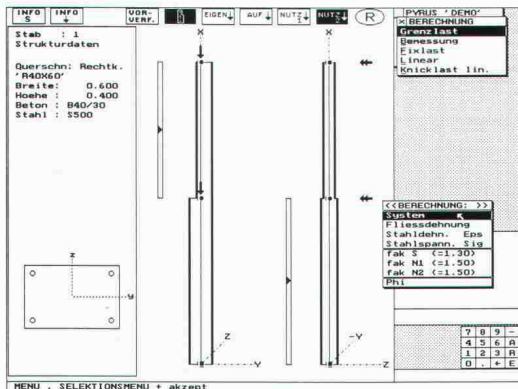 INFO S
INFO
VOR-VERF.
EIGEN
AUF
NUTZ 1
NUTZ
R
PYRUS 'DEMO'
BERECHNUNG
Grenzlast
Bemessung
Fixlast
Linear
Knicklast lin.
Stab : 1
Strukturdaten
Querschn: Rechtk.
'R40X60'
Breite: 0.600
Hoehe : 0.400
Beton : B40/30
Stahl : S500
X
X
<<BERECHNUNG: >>
System
Fliessdehnung
Stahldehn. Eps
Stahlspann. Sig
fak S (=1.30)
fak N1 (=1.50)
fak N2 (=1.50)
Phi
z
y
Z
Y
-Y
Z
7 8 9 -
4 5 6 A
1 2 3 R
0 . + E
MENU , SELEKTIONSMENU + akzept